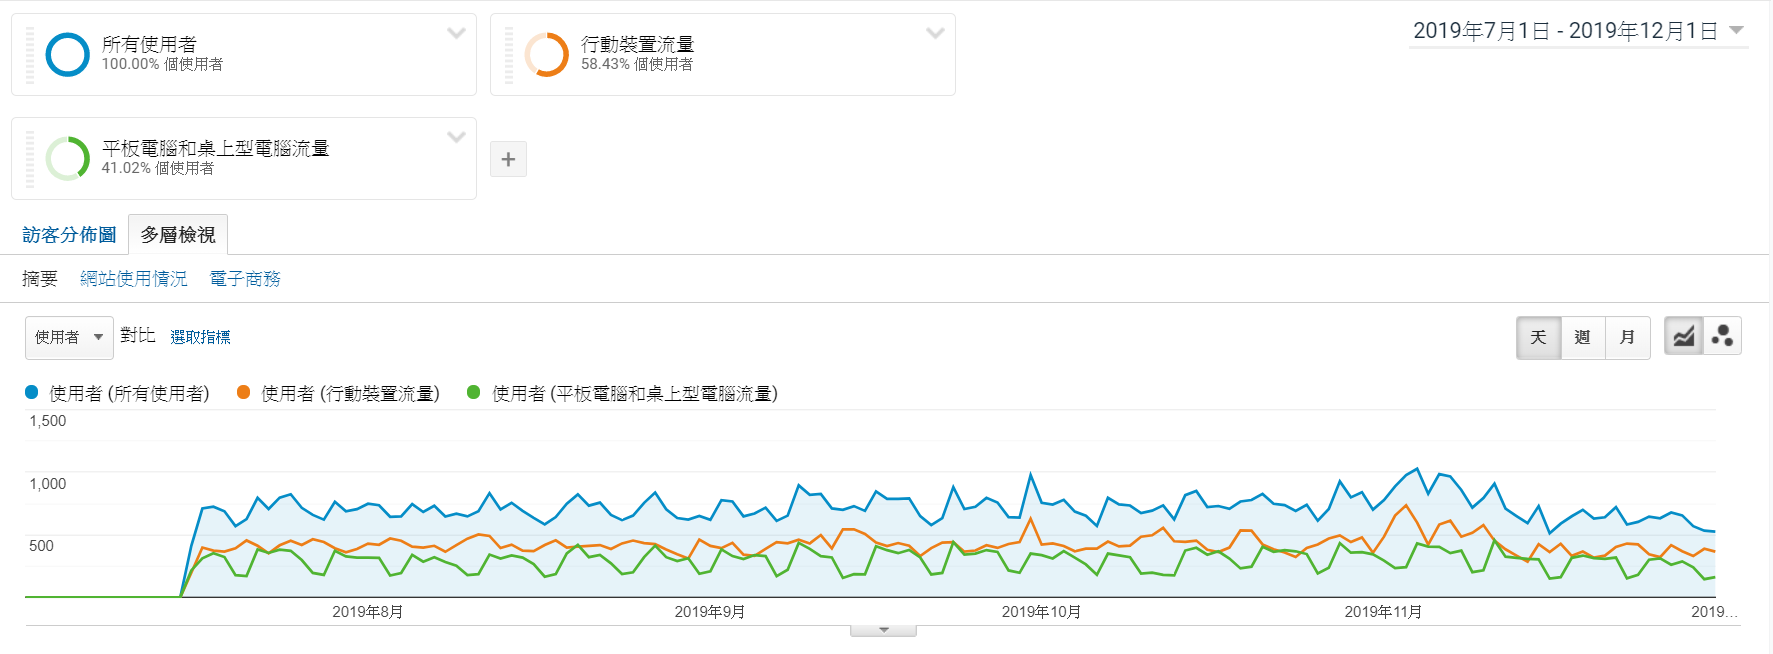 所有使用者
100.00% 個使用者
行動裝置流量
58.43% 個使用者
2019年7月1日 - 2019年12月1日
平板電腦和桌上型電腦流量
41.02% 個使用者
+
訪客分佈圖
多層檢視
摘要
網站使用情況
電子商務
使用者
對比
選取指標
天
週
月
使用者 (所有使用者)
使用者 (行動裝置流量)
使用者 (平板電腦和桌上型電腦流量)
1,500
1,000
500
2019年8月
2019年9月
2019年10月
2019年11月
2019…